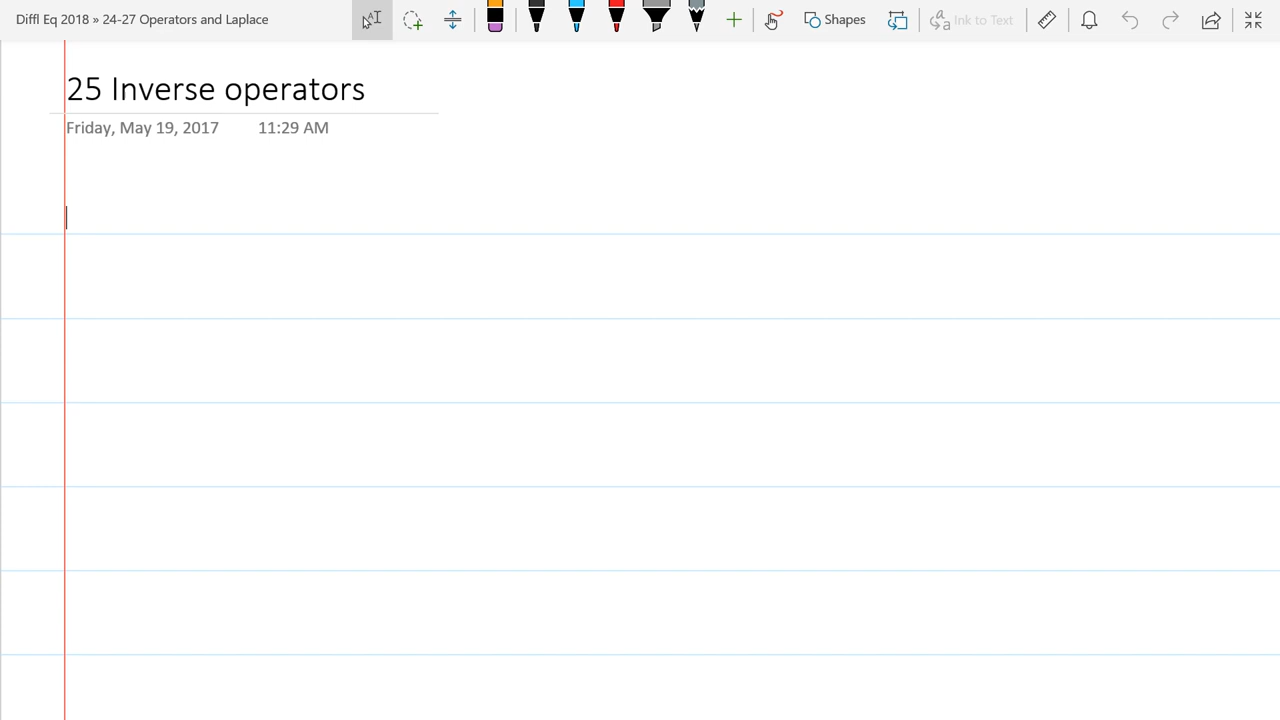 Diffl Eq 2018 » 24-27 Operators and Laplace
Shapes
Ink to Text
25 Inverse operators
Friday, May 19, 2017 11:29 AM